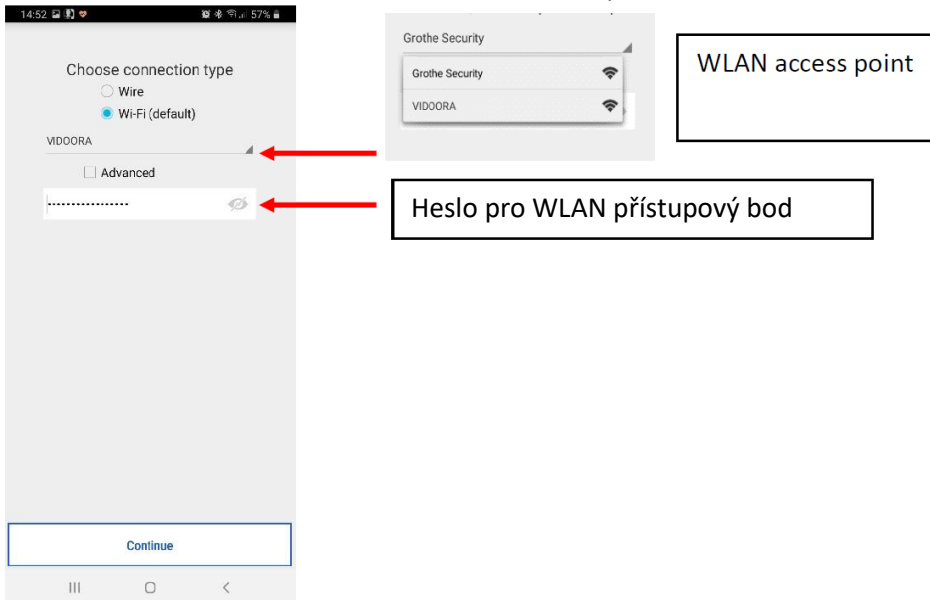 14:52
57%
Choose connection type
Wire
Wi-Fi (default)
VIDOORA
Advanced
················
Continue
Grothe Security
Grothe Security
VIDOORA
WLAN access point
Heslo pro WLAN přístupový bod